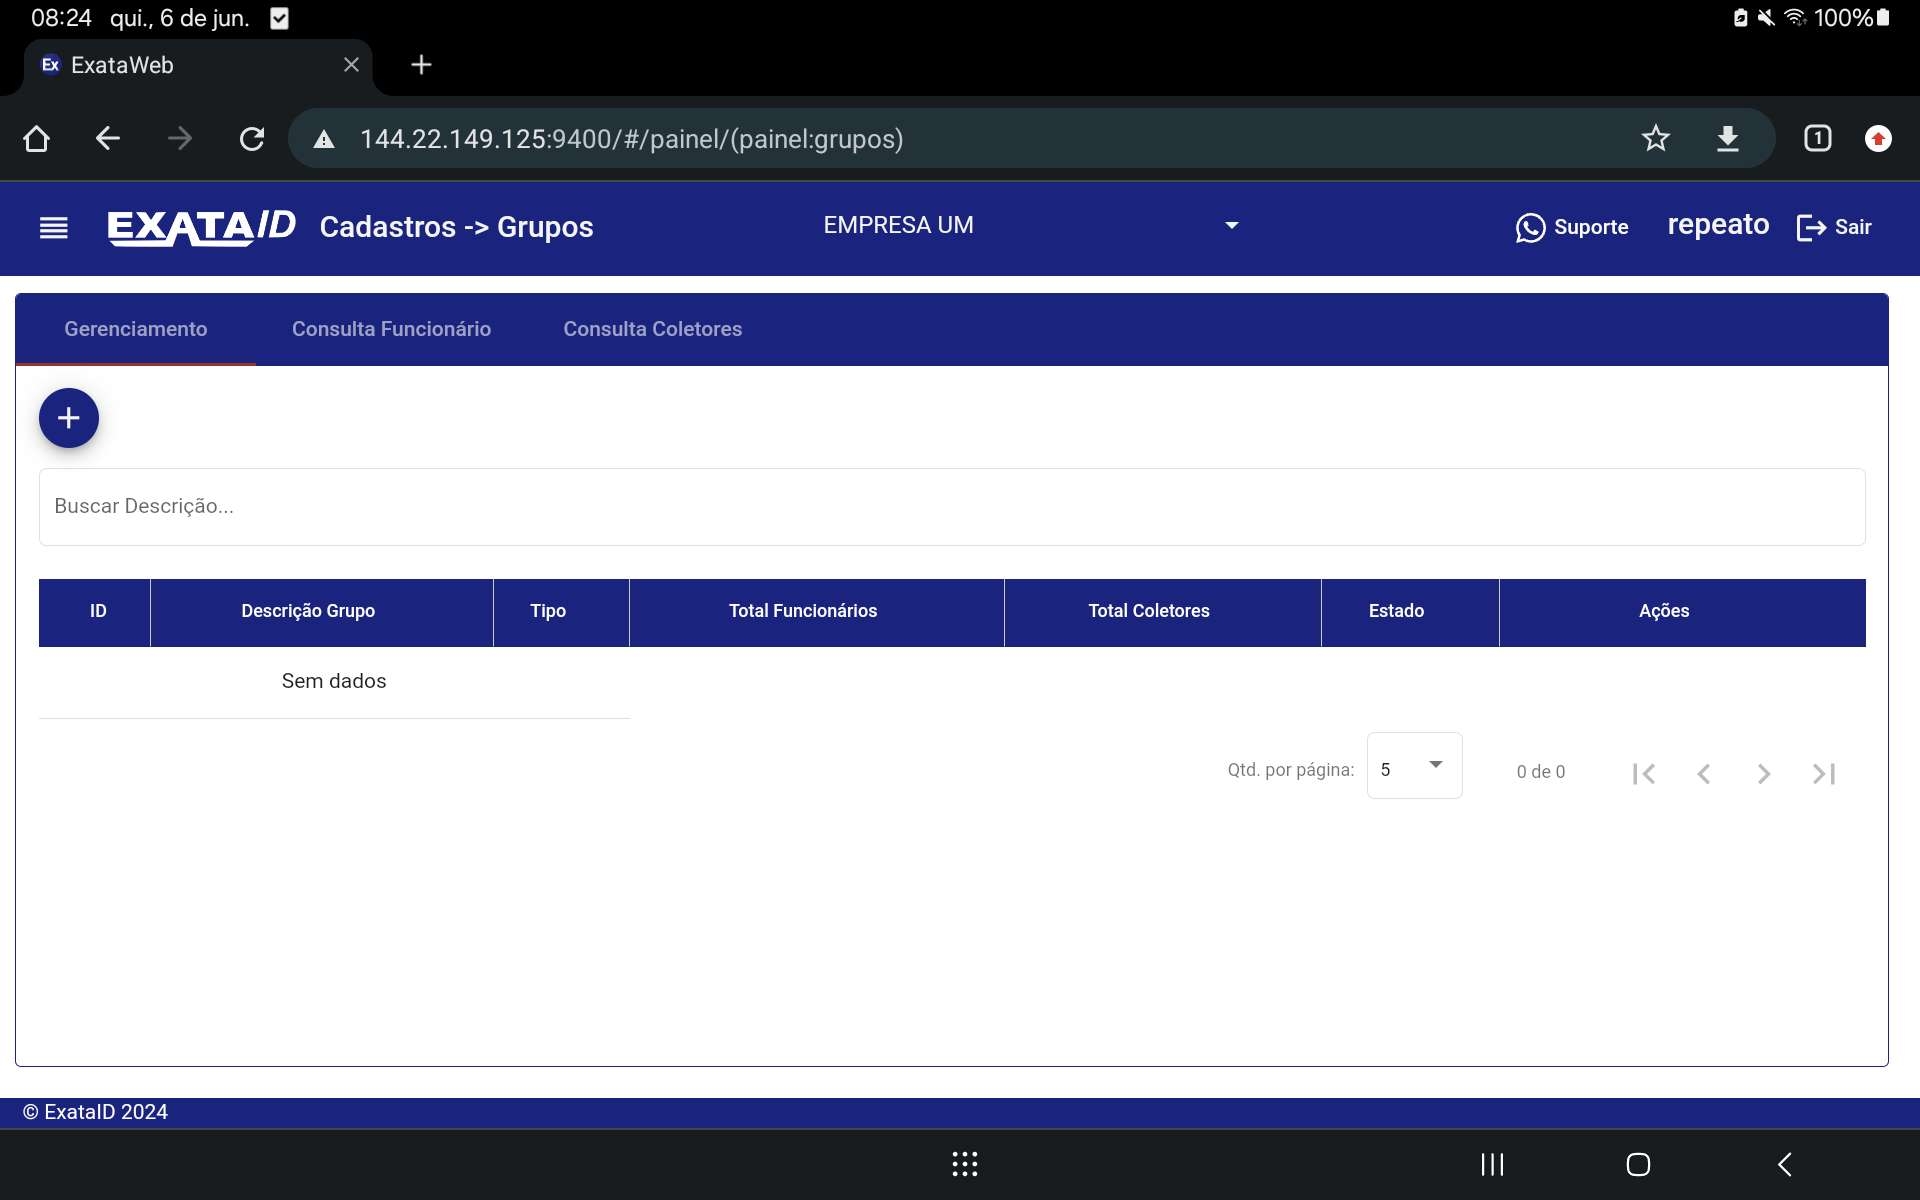 08:24 qui., 6 de jun. 100%
Ex ExataWeb
144.22.149.125:9400/#/painel/(painel:grupos) 1
EXATAID Cadastros -> Grupos EMPRESA UM Suporte repeato Sair
Gerenciamento Consulta Funcionário Consulta Coletores
Buscar Descrição...
ID Descrição Grupo Tipo Total Funcionários Total Coletores Estado Ações
Sem dados
Qtd. por página: 5 0 de 0
© ExataID 2024